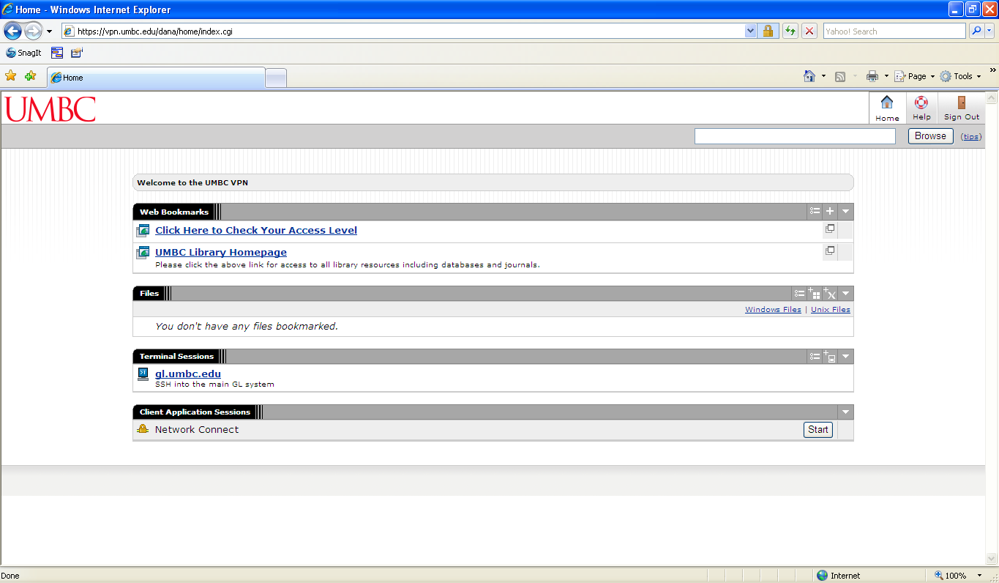 Home - Windows Internet Explorer
https://vpn.umbc.edu/dana/home/index.cgi
Yahoo! Search
SnagIt
Home
Page
Tools
»
UMBC
Home
Help
Sign Out
Browse
(tips)
Welcome to the UMBC VPN
Web Bookmarks
Click Here to Check Your Access Level
UMBC Library Homepage
Please click the above link for access to all library resources including databases and journals.
Files
Windows Files | Unix Files
You don't have any files bookmarked.
Terminal Sessions
gl.umbc.edu
SSH into the main GL system
Client Application Sessions
Network Connect
Start
Done
Internet
100%